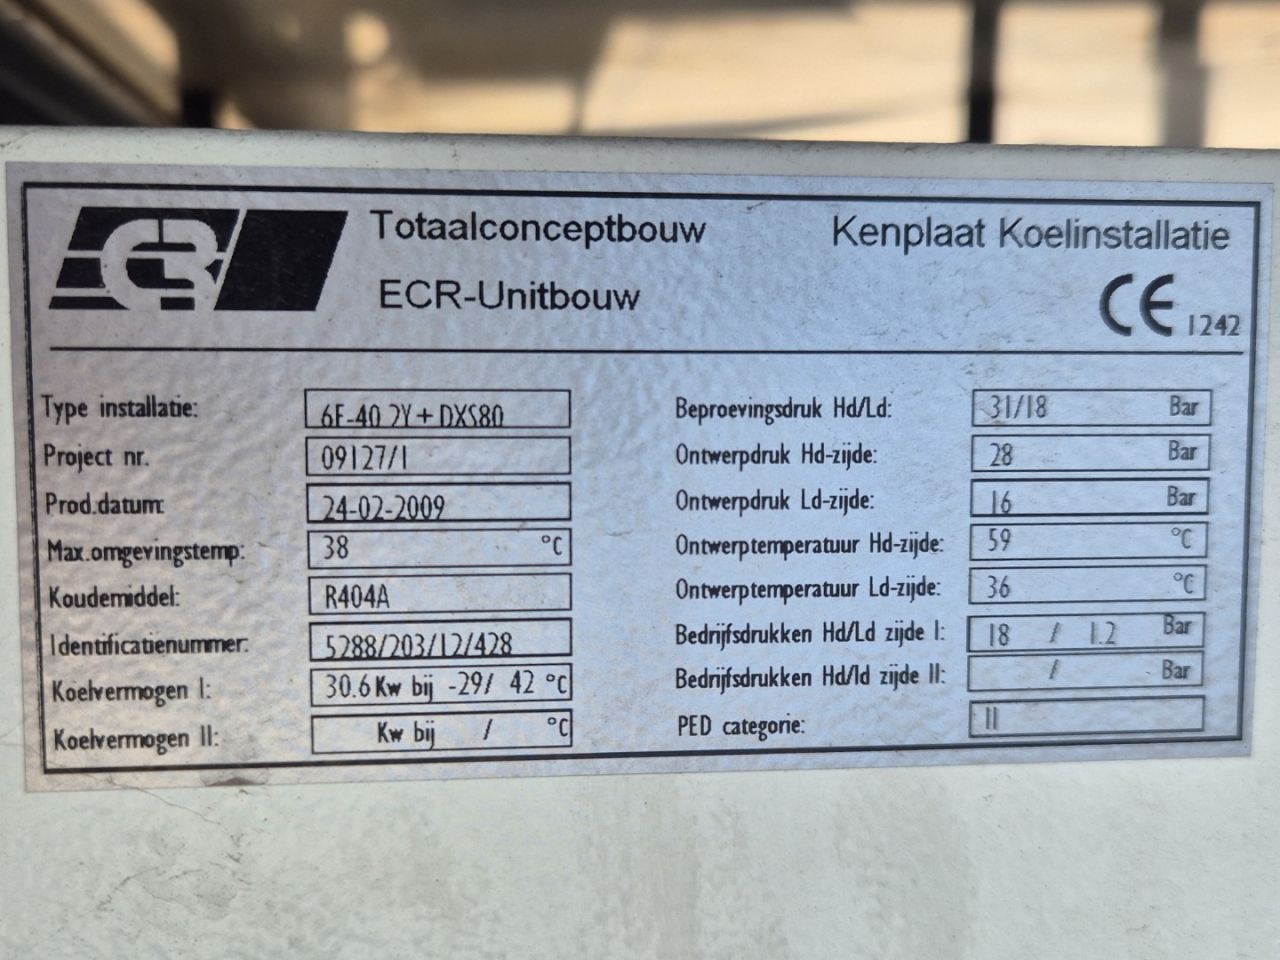 Totaalconceptbouw
ECR-Unitbouw
Kenplaat Koelinstallatie
CE 1242
Type installatie: 6F-40.2Y+DXS80
Project nr. 09127/1
Prod.datum: 24-02-2009
Max.omgevingstemp: 38 °C
Koudemiddel: R404A
Identificatienummer: 5288/203/12/428
Koelvermogen I: 30.6 Kw bij -29/ 42 °C
Koelvermogen II: Kw bij / °C
Beproevingsdruk Hd/Ld: 31/18 Bar
Ontwerpdruk Hd-zijde: 28 Bar
Ontwerpdruk Ld-zijde: 16 Bar
Ontwerptemperatuur Hd-zijde: 59 °C
Ontwerptemperatuur Ld-zijde: 36 °C
Bedrijfsdrukken Hd/Ld zijde I: 18 / 1.2 Bar
Bedrijfsdrukken Hd/ld zijde II: / Bar
PED categorie: II